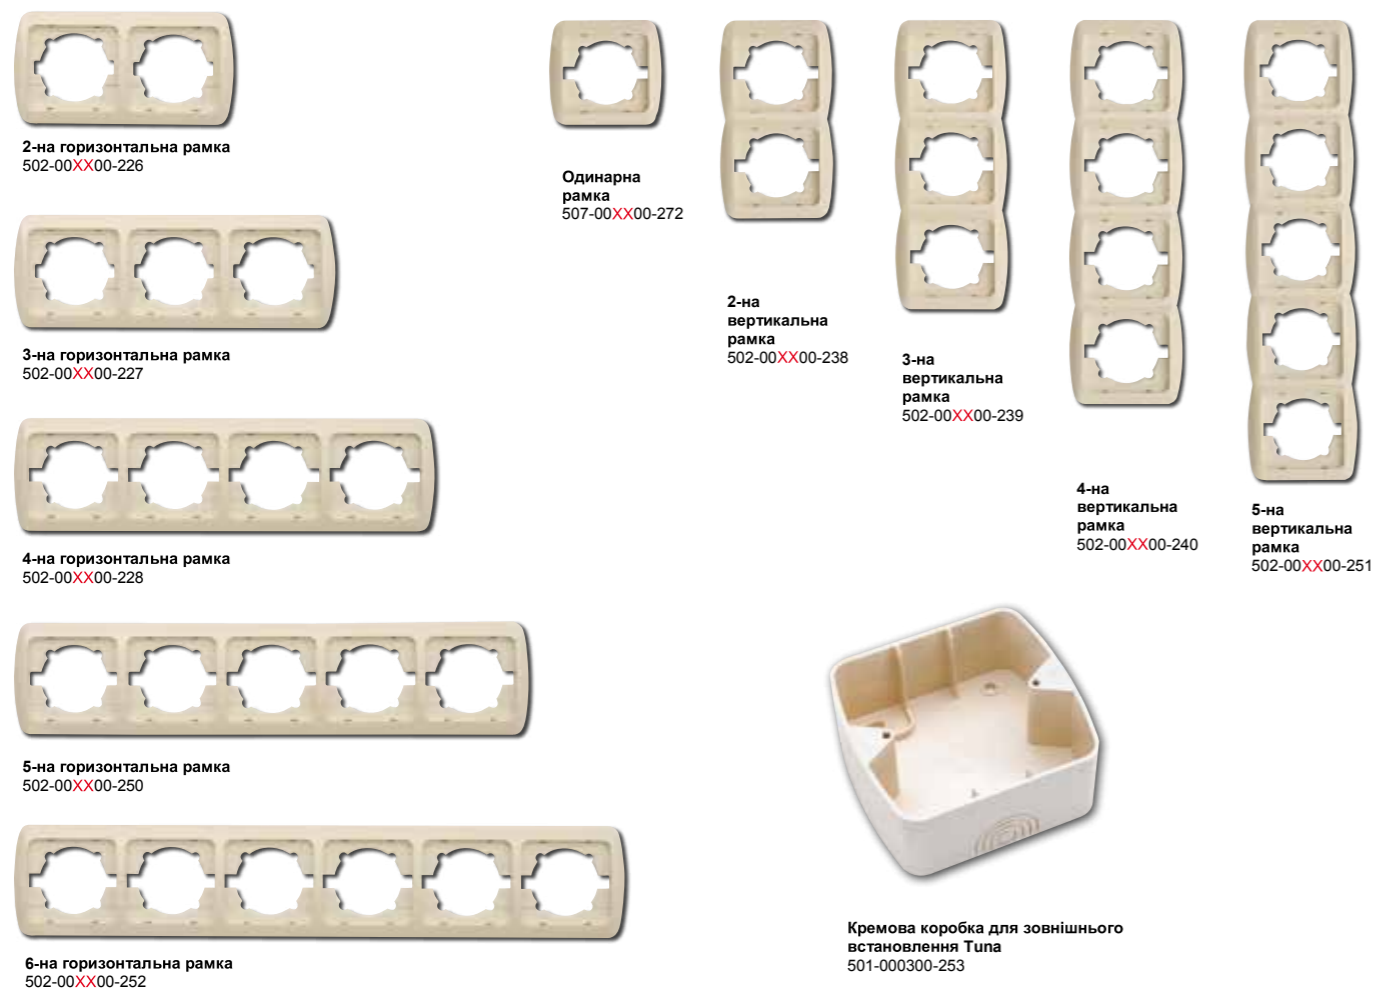 2-на горизонтальна рамка
502-00XX00-226
3-на горизонтальна рамка
502-00XX00-227
4-на горизонтальна рамка
502-00XX00-228
5-на горизонтальна рамка
502-00XX00-250
6-на горизонтальна рамка
502-00XX00-252
Одинарна
рамка
507-00XX00-272
2-на
вертикальна
рамка
502-00XX00-238
3-на
вертикальна
рамка
502-00XX00-239
4-на
вертикальна
рамка
502-00XX00-240
5-на
вертикальна
рамка
502-00XX00-251
Кремова коробка для зовнішнього
встановлення Tuna
501-000300-253